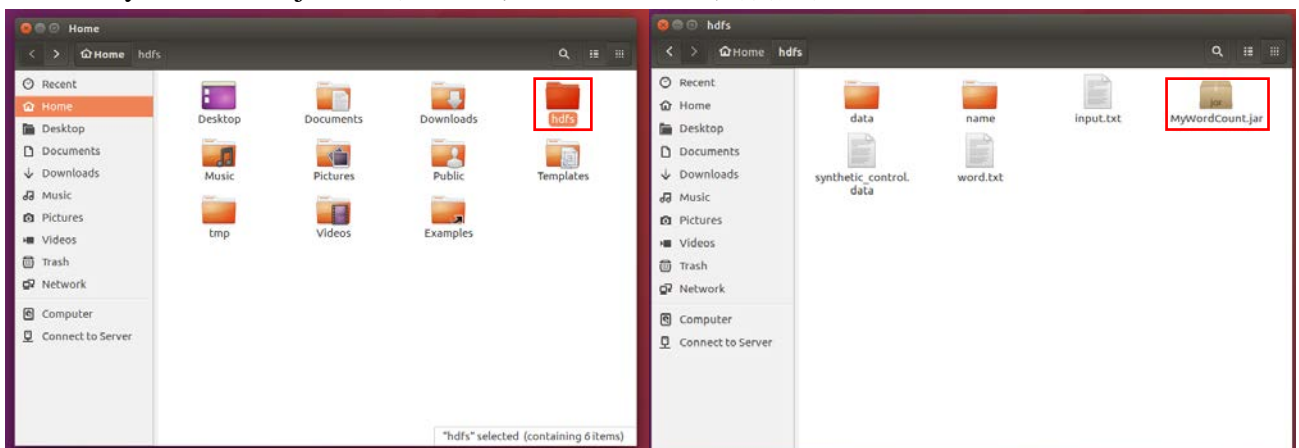 Home
Home hdfs
Recent
Home
Desktop
Documents
Downloads
Music
Pictures
Videos
Trash
Network
Computer
Connect to Server
Desktop Documents Downloads hdfs
Music Pictures Public Templates
tmp Videos Examples
"hdfs" selected (containing 6 items)
hdfs
Home hdfs
Recent
Home
Desktop
Documents
Downloads
Music
Pictures
Videos
Trash
Network
Computer
Connect to Server
data name input.txt jar MyWordCount.jar
synthetic_control.
data
word.txt